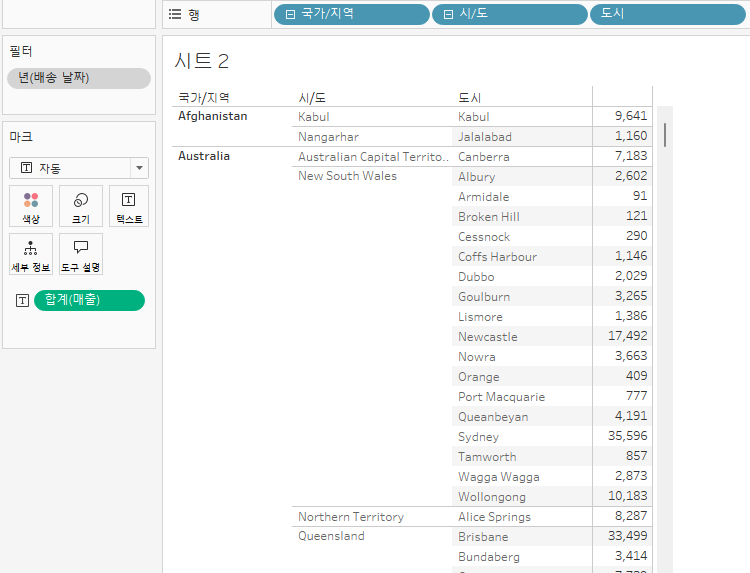 행 국가/지역 시/도 도시
필터
년(배송 날짜)
마크
자동
색상 크기 텍스트
세부 정보 도구 설명
합계(매출)
시트 2
국가/지역 시/도 도시
Afghanistan Kabul Kabul 9,641
Nangarhar Jalalabad 1,160
Australia Australian Capital Territo.. Canberra 7,183
New South Wales Albury 2,602
Armidale 91
Broken Hill 121
Cessnock 290
Coffs Harbour 1,146
Dubbo 2,029
Goulburn 3,265
Lismore 1,386
Newcastle 17,492
Nowra 3,663
Orange 409
Port Macquarie 777
Queanbeyan 4,191
Sydney 35,596
Tamworth 857
Wagga Wagga 2,873
Wollongong 10,183
Northern Territory Alice Springs 8,287
Queensland Brisbane 33,499
Bundaberg 3,414